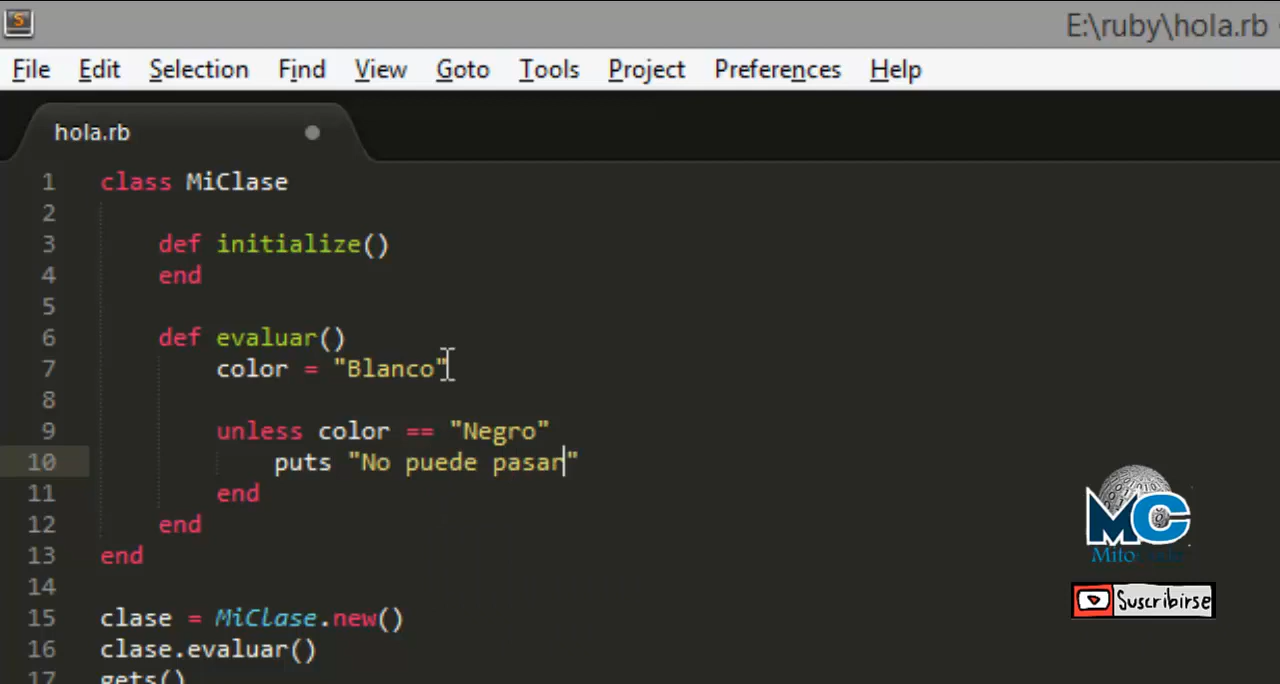 E:\ruby\hola.rb
File Edit Selection Find View Goto Tools Project Preferences Help
hola.rb
1 class MiClase
2
3 def initialize()
4 end
5
6 def evaluar()
7 color = "Blanco"
8
9 unless color == "Negro"
10 puts "No puede pasar"
11 end
12 end
13 end
14
15 clase = MiClase.new()
16 clase.evaluar()
17 gets()
MC
Mito
Suscribirse